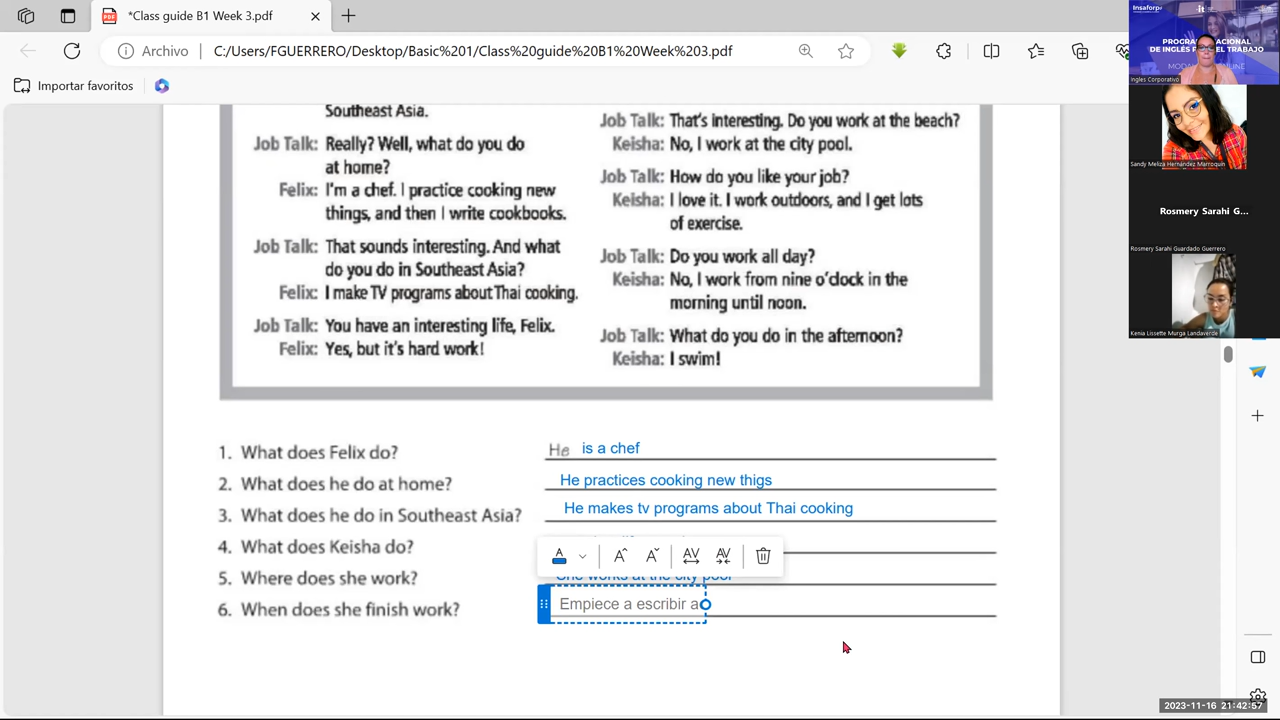 *Class guide B1 Week 3.pdf
Archivo
C:/Users/FGUERRERO/Desktop/Basic%201/Class%20guide%20B1%20Week%203.pdf
Importar favoritos
Southeast Asia.
Job Talk: Really? Well, what do you do
at home?
Felix: I'm a chef. I practice cooking new
things, and then I write cookbooks.
Job Talk: That sounds interesting. And what
do you do in Southeast Asia?
Felix: I make TV programs about Thai cooking.
Job Talk: You have an interesting life, Felix.
Felix: Yes, but it's hard work!
Job Talk: That's interesting. Do you work at the beach?
Keisha: No, I work at the city pool.
Job Talk: How do you like your job?
Keisha: I love it. I work outdoors, and I get lots
of exercise.
Job Talk: Do you work all day?
Keisha: No, I work from nine o'clock in the
morning until noon.
Job Talk: What do you do in the afternoon?
Keisha: I swim!
1. What does Felix do? He is a chef
2. What does he do at home? He practices cooking new thigs
3. What does he do in Southeast Asia? He makes tv programs about Thai cooking
4. What does Keisha do?
5. Where does she work? She works at the city pool
6. When does she finish work? Empiece a escribir a
Insaforp
PROGRAMA NACIONAL
DE INGLÉS PARA EL TRABAJO
Ingles Corporativo
Sandy Meliza Hernández Marroquin
Rosmery Sarahi G...
Rosmery Sarahi Guardado Guerrero
Kenia Lissette Murga Landaverde
2023-11-16 21:42:57